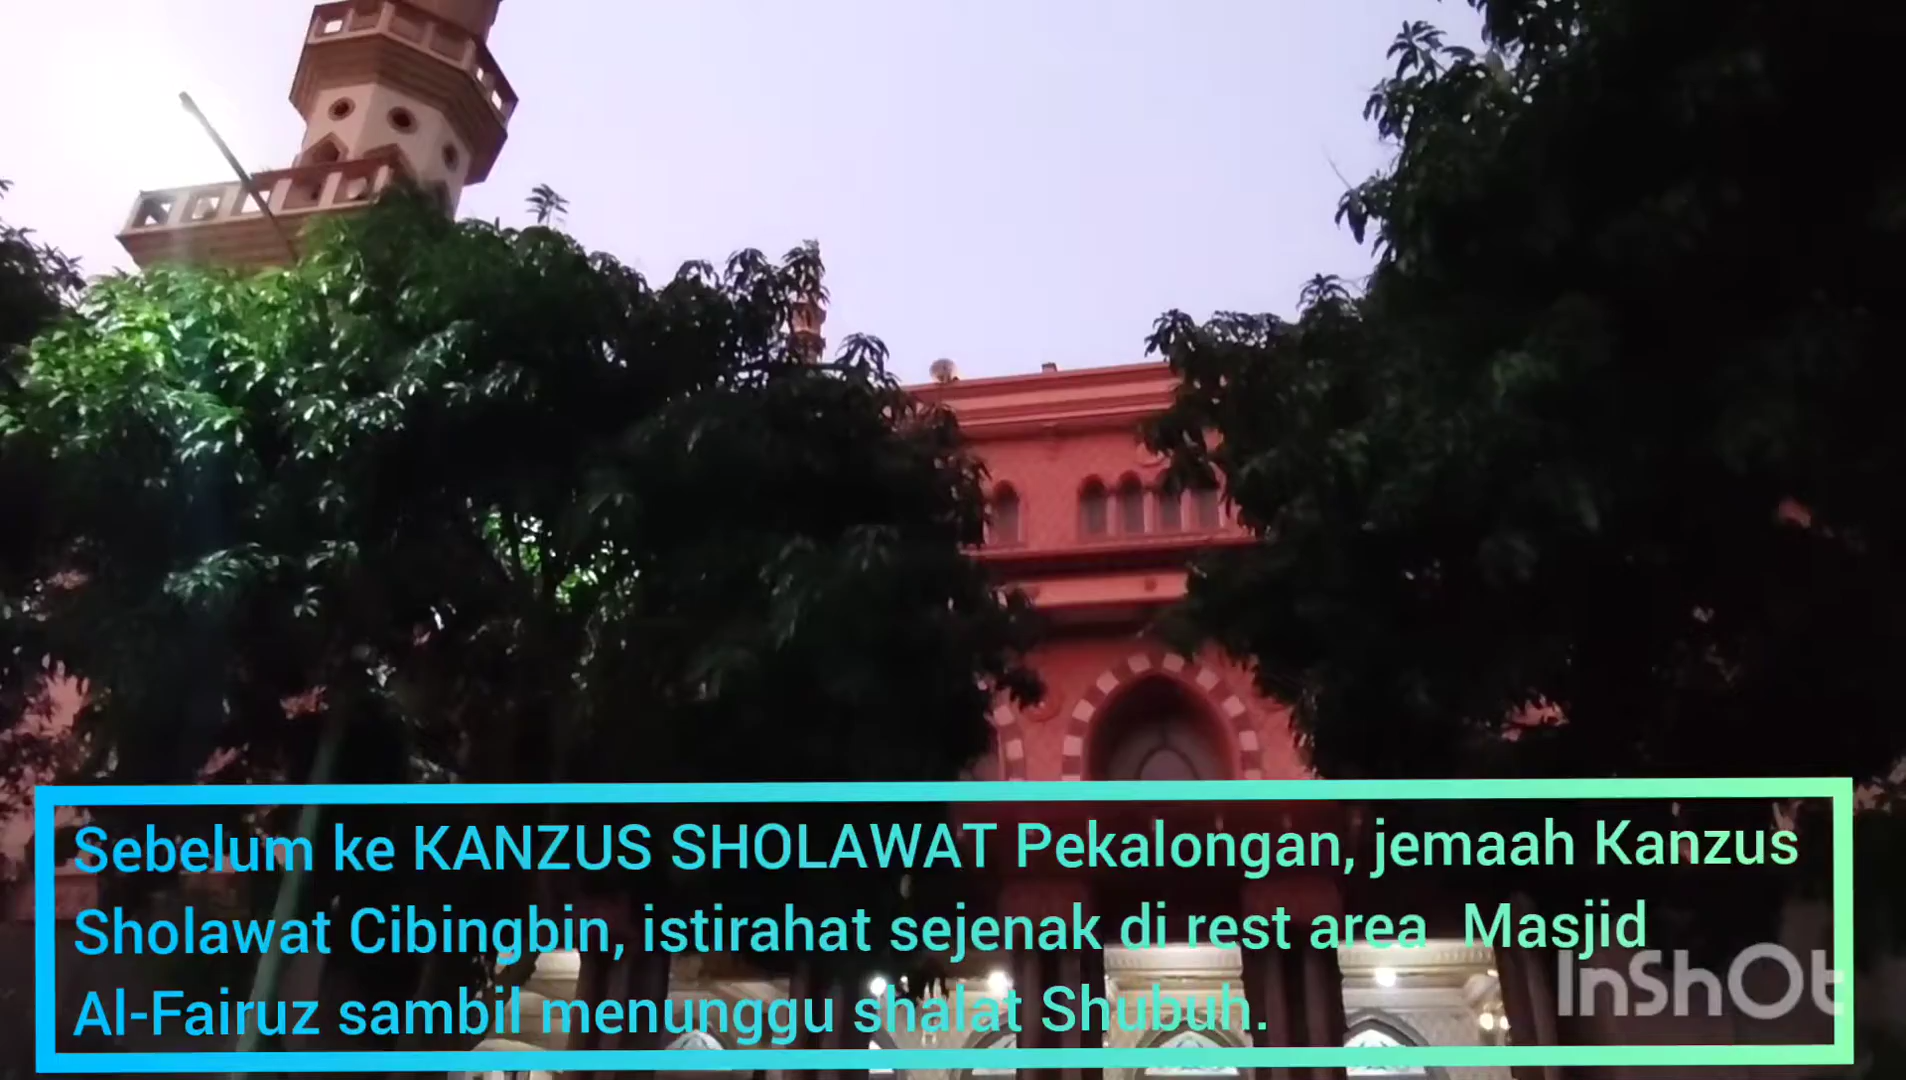 Sebelum ke KANZUS SHOLAWAT Pekalongan, jemaah Kanzus
Sholawat Cibingbin, istirahat sejenak di rest area Masjid
Al-Fairuz sambil menunggu shalat Shubuh.
InShOt